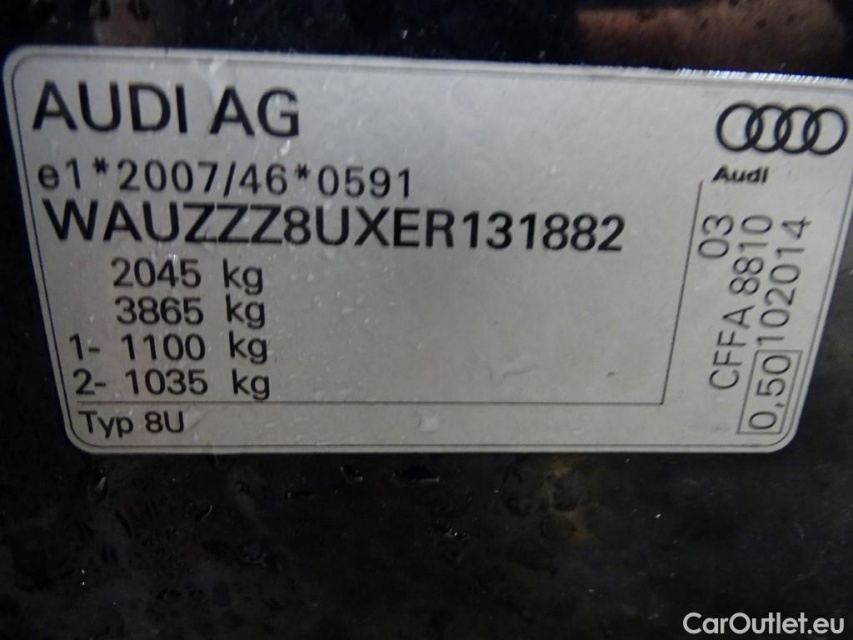 AUDI AG
e1*2007/46*0591
WAUZZZ8UXER131882
2045 kg
3865 kg
1- 1100 kg
2- 1035 kg
Typ 8U
Audi
03
CFFA 8810
0,50 102014
CarOutlet.eu